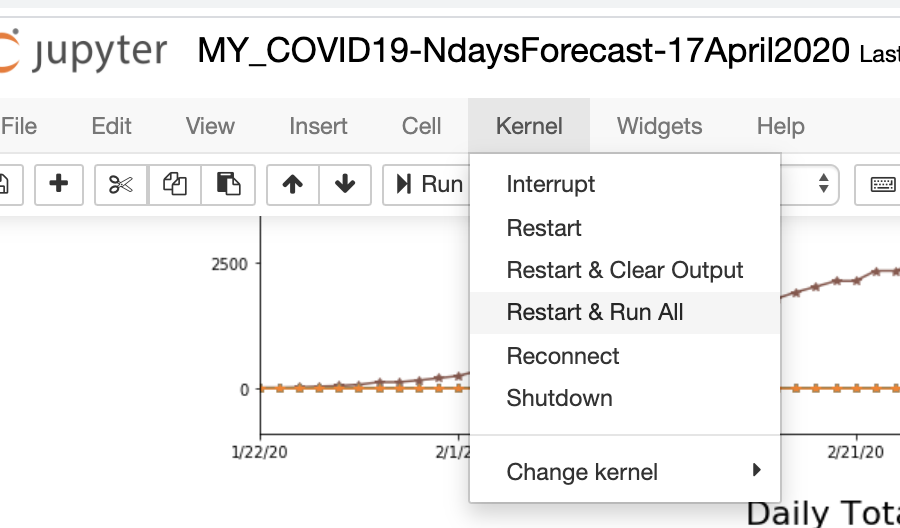 jupyter MY_COVID19-NdaysForecast-17April2020 Last
File Edit View Insert Cell Kernel Widgets Help
Run
Interrupt
Restart
Restart & Clear Output
Restart & Run All
Reconnect
Shutdown
Change kernel
2500
0
1/22/20 2/1/2 2/21/20
Daily Tota